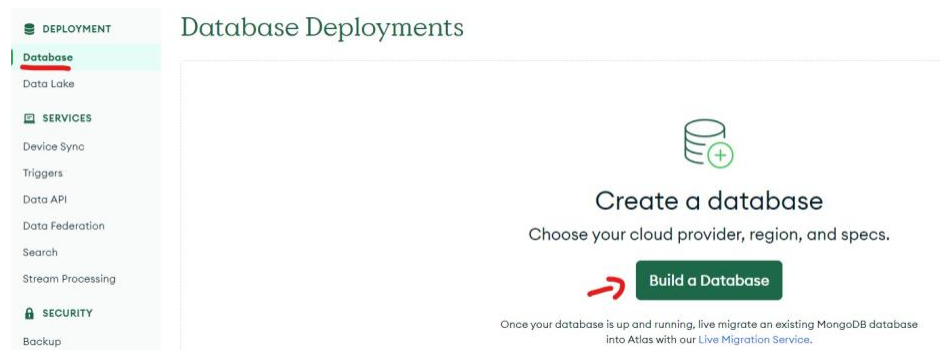 DEPLOYMENT
Database
Data Lake
SERVICES
Device Sync
Triggers
Data API
Data Federation
Search
Stream Processing
SECURITY
Backup
Database Deployments
Create a database
Choose your cloud provider, region, and specs.
Build a Database
Once your database is up and running, live migrate an existing MongoDB database
into Atlas with our Live Migration Service.